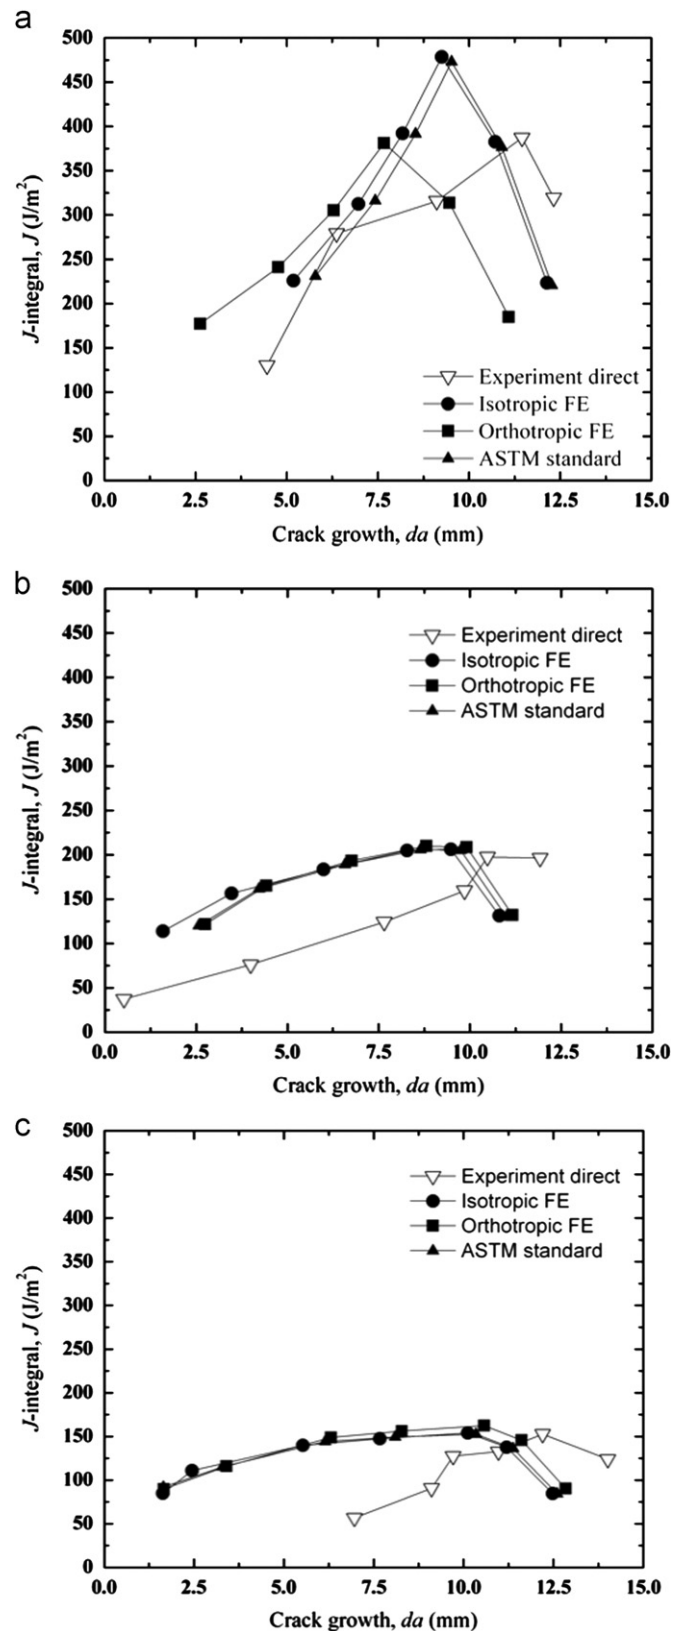 a
500
450
400
350
300
250
200
150
100
50
0
J-integral, J (J/m²)
Experiment direct
Isotropic FE
Orthotropic FE
ASTM standard
0.0 2.5 5.0 7.5 10.0 12.5 15.0
Crack growth, da (mm)
b
500
450
400
350
300
250
200
150
100
50
0
J-integral, J (J/m²)
Experiment direct
Isotropic FE
Orthotropic FE
ASTM standard
0.0 2.5 5.0 7.5 10.0 12.5 15.0
Crack growth, da (mm)
c
500
450
400
350
300
250
200
150
100
50
0
J-integral, J (J/m²)
Experiment direct
Isotropic FE
Orthotropic FE
ASTM standard
0.0 2.5 5.0 7.5 10.0 12.5 15.0
Crack growth, da (mm)